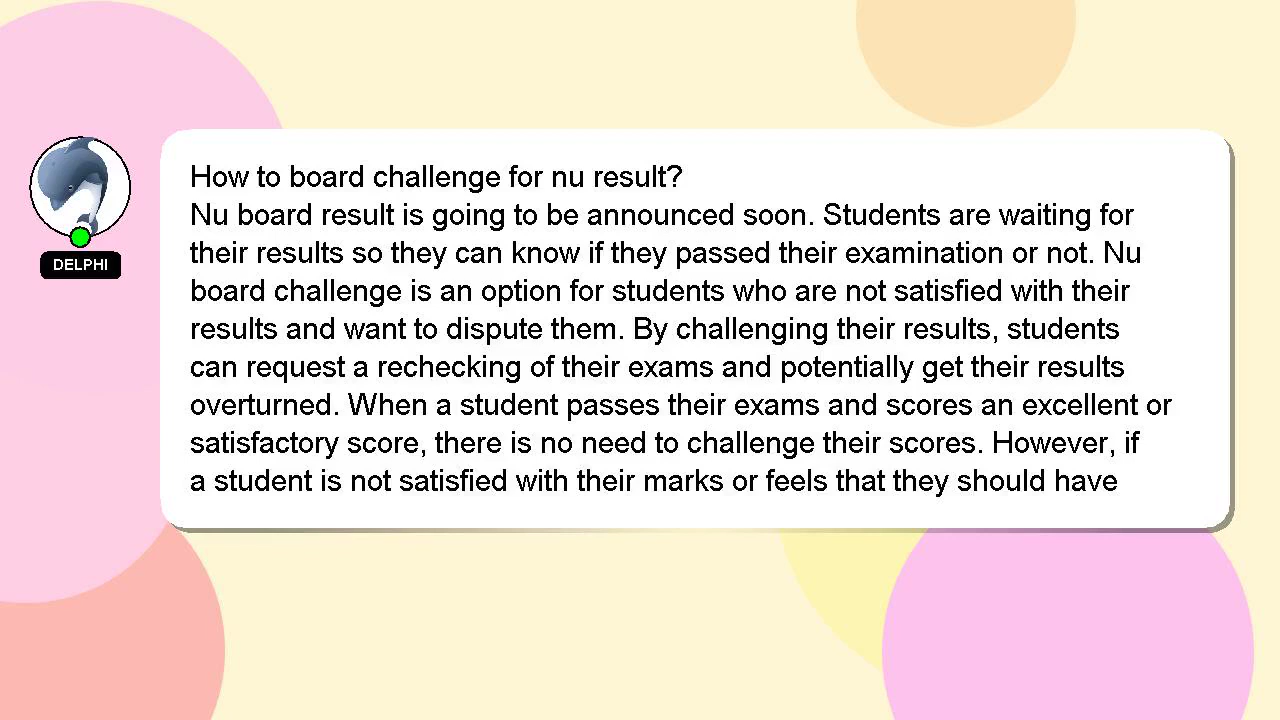 How to board challenge for nu result?
Nu board result is going to be announced soon. Students are waiting for
their results so they can know if they passed their examination or not. Nu
board challenge is an option for students who are not satisfied with their
results and want to dispute them. By challenging their results, students
can request a rechecking of their exams and potentially get their results
overturned. When a student passes their exams and scores an excellent or
satisfactory score, there is no need to challenge their scores. However, if
a student is not satisfied with their marks or feels that they should have
DELPHI